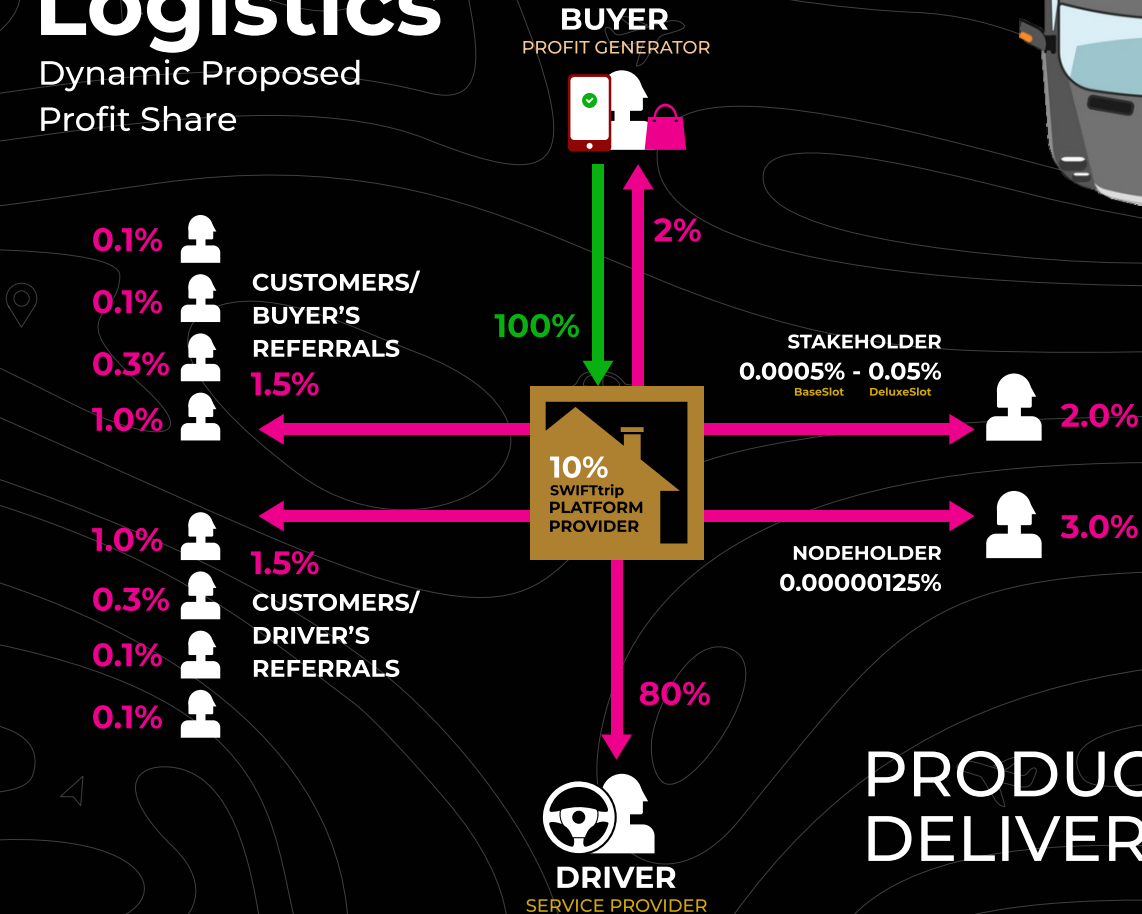 Logistics
Dynamic Proposed
Profit Share
BUYER
PROFIT GENERATOR
2%
100%
0.1%
0.1%
0.3%
1.0%
CUSTOMERS/
BUYER'S
REFERRALS
1.5%
STAKEHOLDER
0.0005% - 0.05%
BaseSlot DeluxeSlot
2.0%
10%
SWIFTtrip
PLATFORM
PROVIDER
3.0%
NODEHOLDER
0.00000125%
1.0%
0.3%
0.1%
0.1%
1.5%
CUSTOMERS/
DRIVER'S
REFERRALS
80%
DRIVER
SERVICE PROVIDER
PRODUC
DELIVER